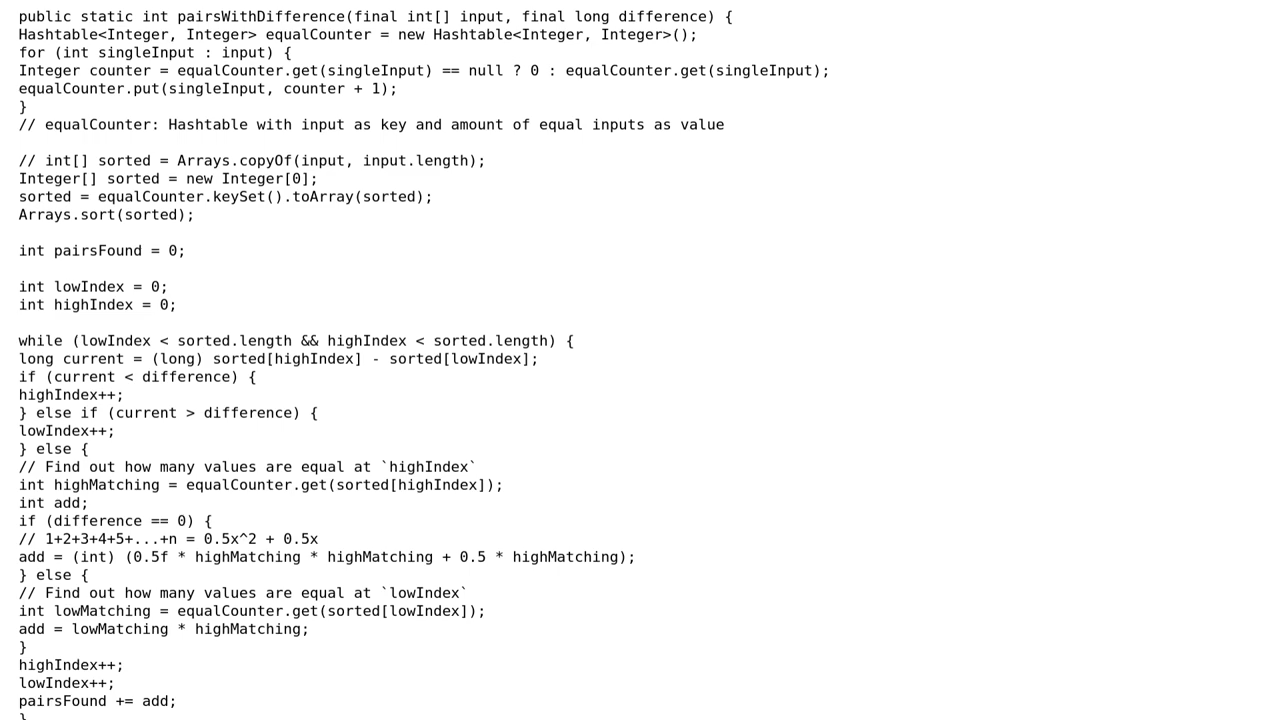 public static int pairsWithDifference(final int[] input, final long difference) {
Hashtable<Integer, Integer> equalCounter = new Hashtable<Integer, Integer>();
for (int singleInput : input) {
Integer counter = equalCounter.get(singleInput) == null ? 0 : equalCounter.get(singleInput);
equalCounter.put(singleInput, counter + 1);
}
// equalCounter: Hashtable with input as key and amount of equal inputs as value

// int[] sorted = Arrays.copyOf(input, input.length);
Integer[] sorted = new Integer[0];
sorted = equalCounter.keySet().toArray(sorted);
Arrays.sort(sorted);

int pairsFound = 0;

int lowIndex = 0;
int highIndex = 0;

while (lowIndex < sorted.length && highIndex < sorted.length) {
long current = (long) sorted[highIndex] - sorted[lowIndex];
if (current < difference) {
highIndex++;
} else if (current > difference) {
lowIndex++;
} else {
// Find out how many values are equal at `highIndex`
int highMatching = equalCounter.get(sorted[highIndex]);
int add;
if (difference == 0) {
// 1+2+3+4+5+...+n = 0.5x^2 + 0.5x
add = (int) (0.5f * highMatching * highMatching + 0.5 * highMatching);
} else {
// Find out how many values are equal at `lowIndex`
int lowMatching = equalCounter.get(sorted[lowIndex]);
add = lowMatching * highMatching;
}
highIndex++;
lowIndex++;
pairsFound += add;
}